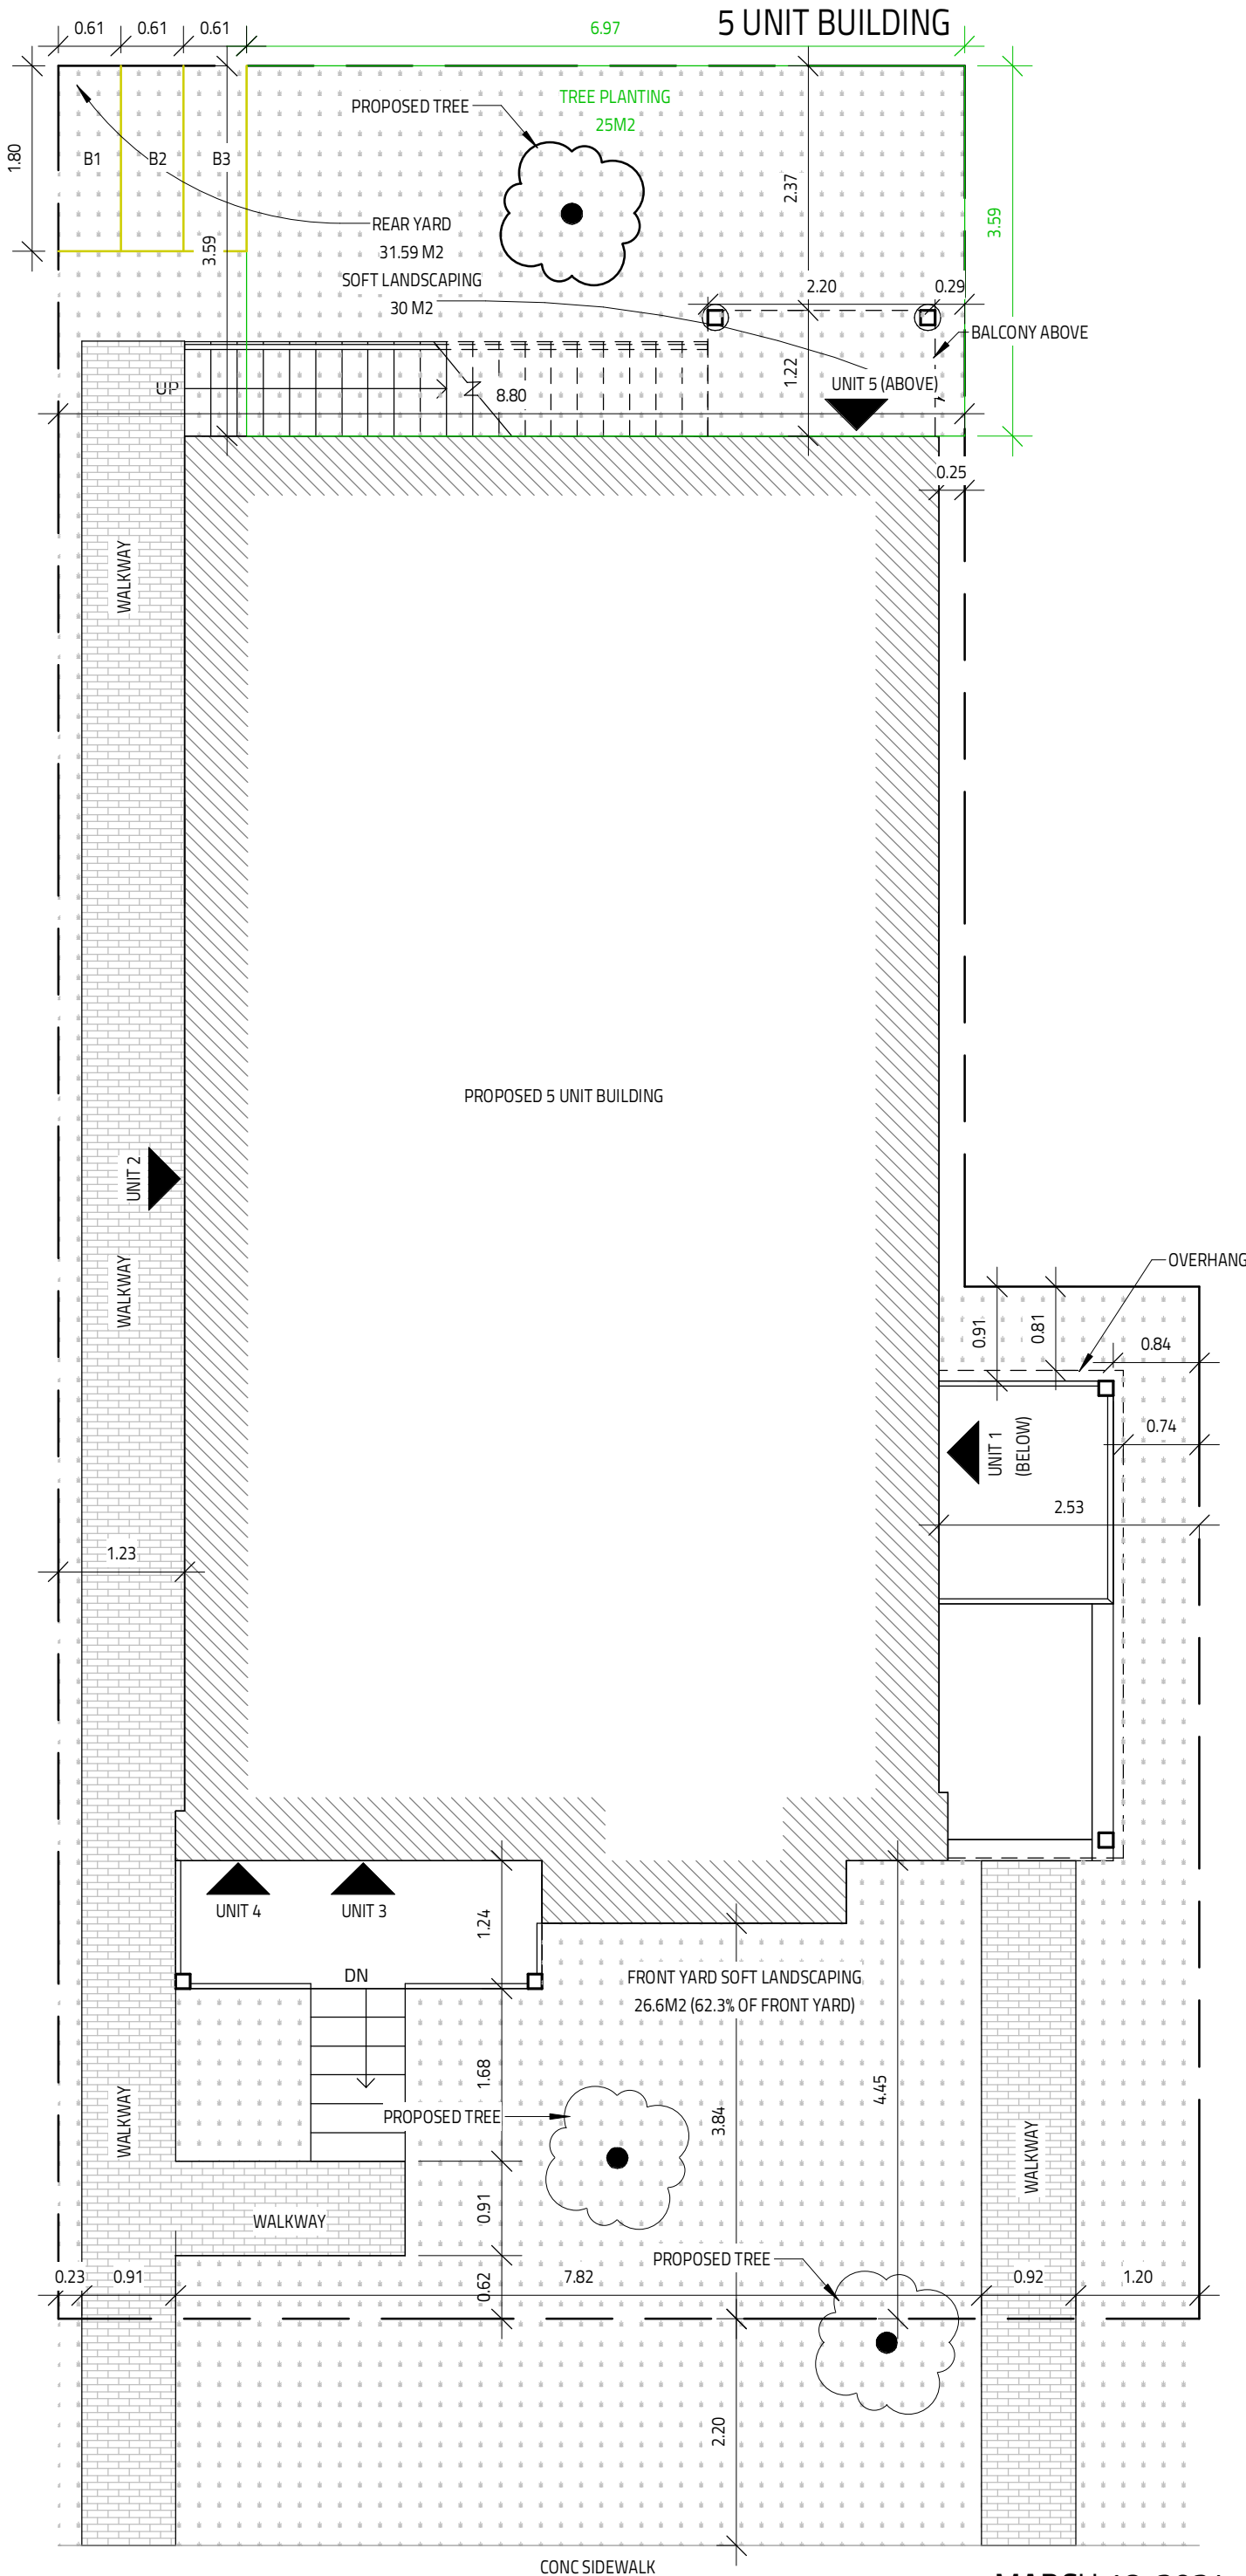 5 UNIT BUILDING
0.61
0.61
0.61
6.97
TREE PLANTING
25M2
PROPOSED TREE
1.80
B1
B2
B3
2.37
3.59
3.59
REAR YARD
31.59 M2
SOFT LANDSCAPING
30 M2
2.20
0.29
BALCONY ABOVE
1.22
UNIT 5 (ABOVE)
UP
8.80
0.25
WALKWAY
PROPOSED 5 UNIT BUILDING
UNIT 2
WALKWAY
OVERHANG
0.91
0.81
0.84
UNIT 1
(BELOW)
0.74
2.53
1.23
UNIT 4
UNIT 3
1.24
DN
FRONT YARD SOFT LANDSCAPING
26.6M2 (62.3% OF FRONT YARD)
1.68
4.45
PROPOSED TREE
3.84
WALKWAY
WALKWAY
0.91
WALKWAY
PROPOSED TREE
0.23
0.91
0.62
7.82
0.92
1.20
2.20
CONC SIDEWALK